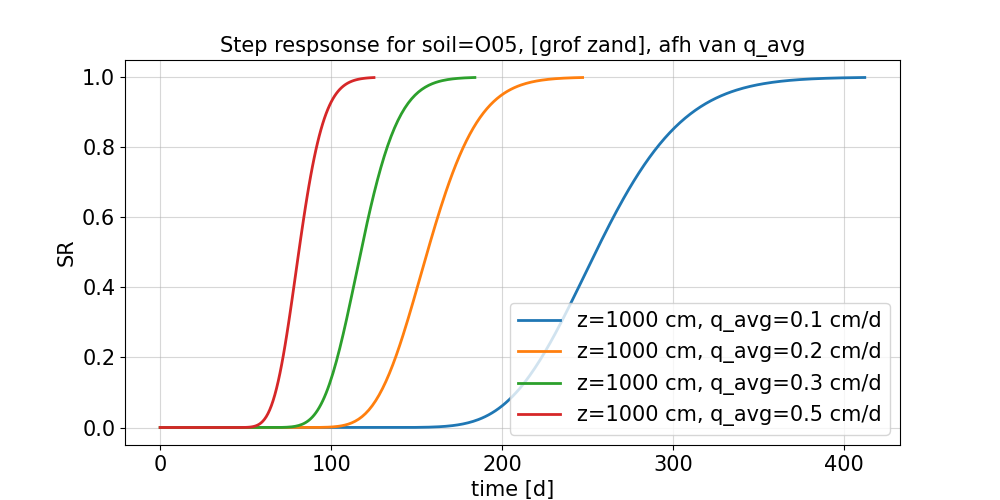 Step respsonse for soil=O05, [grof zand], afh van q_avg
SR
1.0
0.8
0.6
0.4
0.2
0.0
z=1000 cm, q_avg=0.1 cm/d
z=1000 cm, q_avg=0.2 cm/d
z=1000 cm, q_avg=0.3 cm/d
z=1000 cm, q_avg=0.5 cm/d
0 100 200 300 400
time [d]